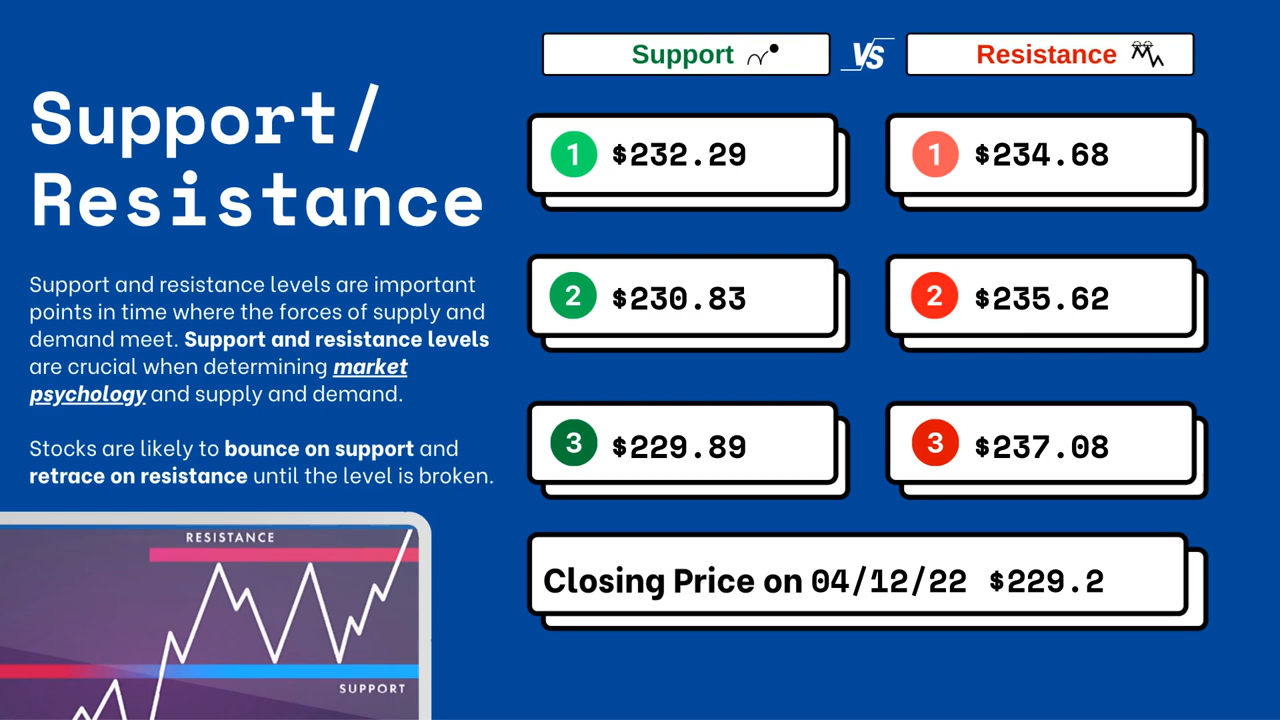 Support VS Resistance
Support/
Resistance
Support and resistance levels are important
points in time where the forces of supply and
demand meet. Support and resistance levels
are crucial when determining market
psychology and supply and demand.
Stocks are likely to bounce on support and
retrace on resistance until the level is broken.
RESISTANCE
SUPPORT
1 $232.29
1 $234.68
2 $230.83
2 $235.62
3 $229.89
3 $237.08
Closing Price on 04/12/22 $229.2